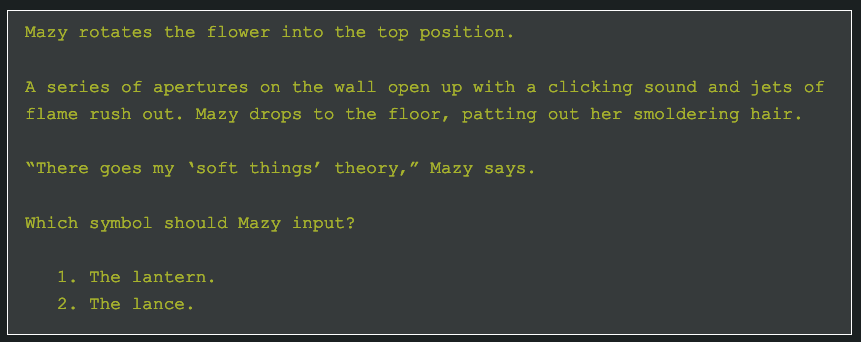 Mazy rotates the flower into the top position.
A series of apertures on the wall open up with a clicking sound and jets of
flame rush out. Mazy drops to the floor, patting out her smoldering hair.
“There goes my ‘soft things’ theory,” Mazy says.
Which symbol should Mazy input?
1. The lantern.
2. The lance.